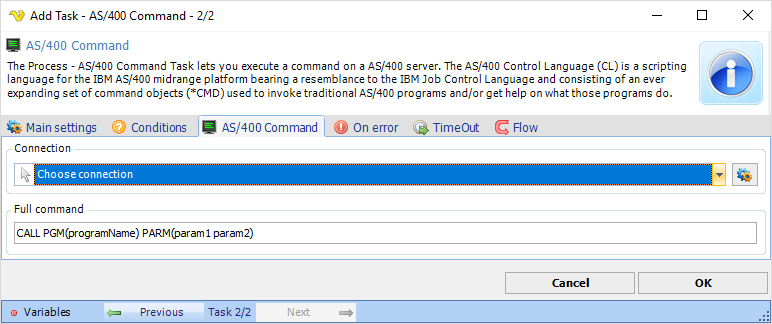 Add Task - AS/400 Command - 2/2
AS/400 Command
The Process - AS/400 Command Task lets you execute a command on a AS/400 server. The AS/400 Control Language (CL) is a scripting
language for the IBM AS/400 midrange platform bearing a resemblance to the IBM Job Control Language and consisting of an ever
expanding set of command objects (*CMD) used to invoke traditional AS/400 programs and/or get help on what those programs do.
Main settings Conditions AS/400 Command On error TimeOut Flow
Connection
Choose connection
Full command
CALL PGM(programName) PARM(param1 param2)
Cancel OK
Variables Previous Task 2/2 Next